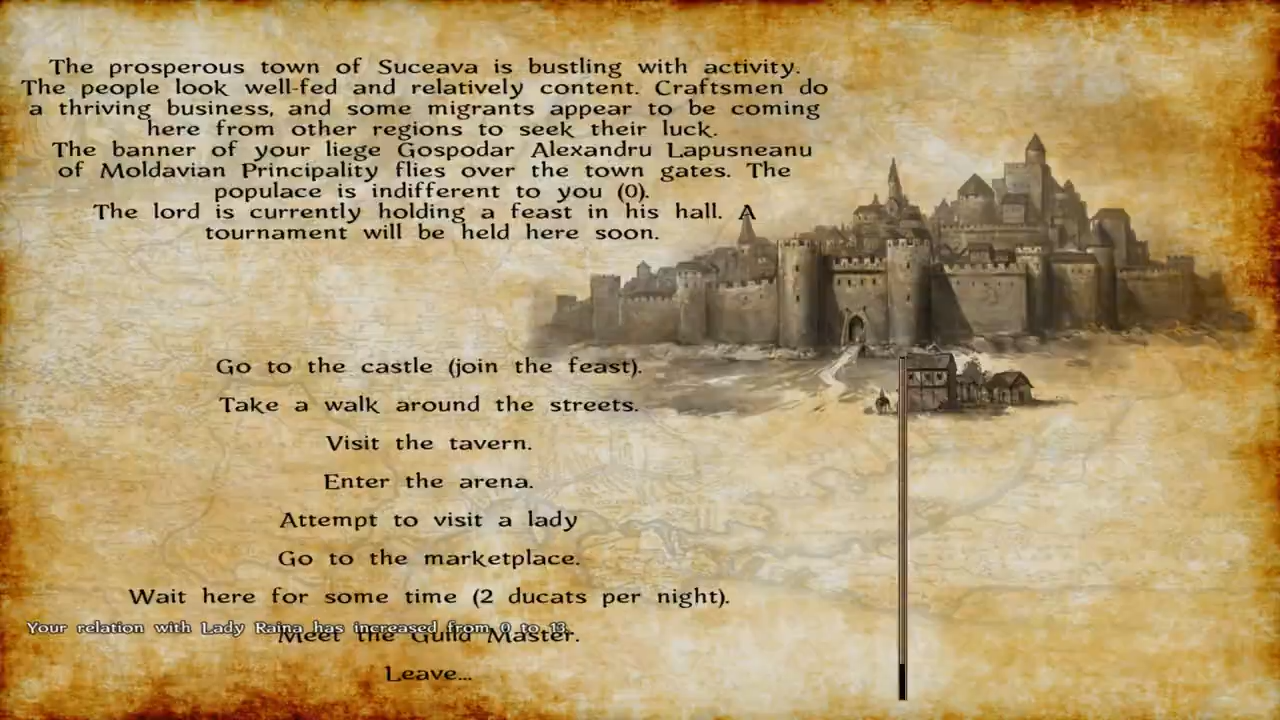 The prosperous town of Suceava is bustling with activity.
The people look well-fed and relatively content. Craftsmen do
a thriving business, and some migrants appear to be coming
here from other regions to seek their luck.
The banner of your liege Gospodar Alexandru Lapusneanu
of Moldavian Principality flies over the town gates. The
populace is indifferent to you (0).
The lord is currently holding a feast in his hall. A
tournament will be held here soon.
Go to the castle (join the feast).
Take a walk around the streets.
Visit the tavern.
Enter the arena.
Attempt to visit a lady
Go to the marketplace.
Wait here for some time (2 ducats per night).
Your relation with Lady Raina has increased from 0 to 13.
Meet the Guild Master.
Leave...